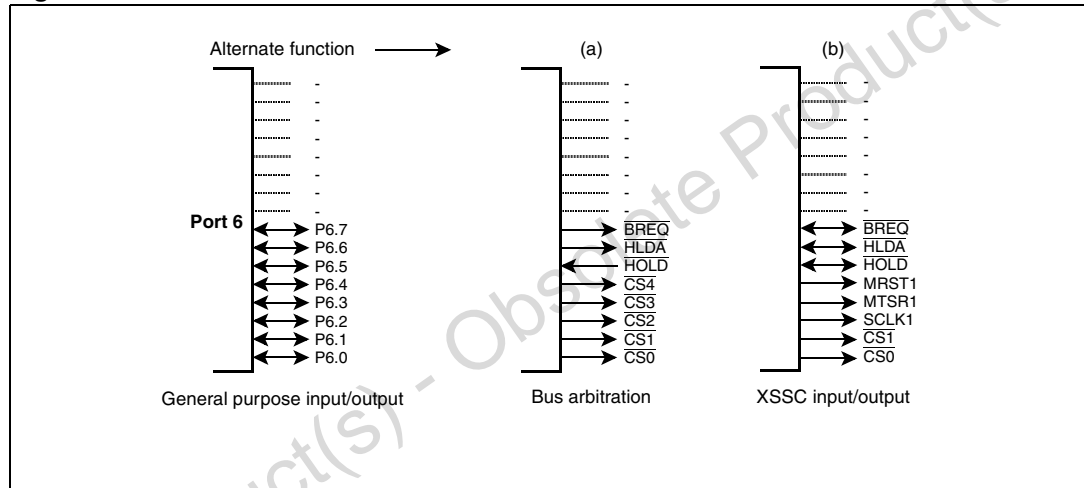 Alternate function (a) (b)
- - -
- - -
- - -
- - -
- - -
- - -
- - -
- - -
Port 6
P6.7 BREQ BREQ
P6.6 HLDA HLDA
P6.5 HOLD HOLD
P6.4 CS4 MRST1
P6.3 CS3 MTSR1
P6.2 CS2 SCLK1
P6.1 CS1 CS1
P6.0 CS0 CS0
General purpose input/output Bus arbitration XSSC input/output
uct(s) - Obsolete Product(s